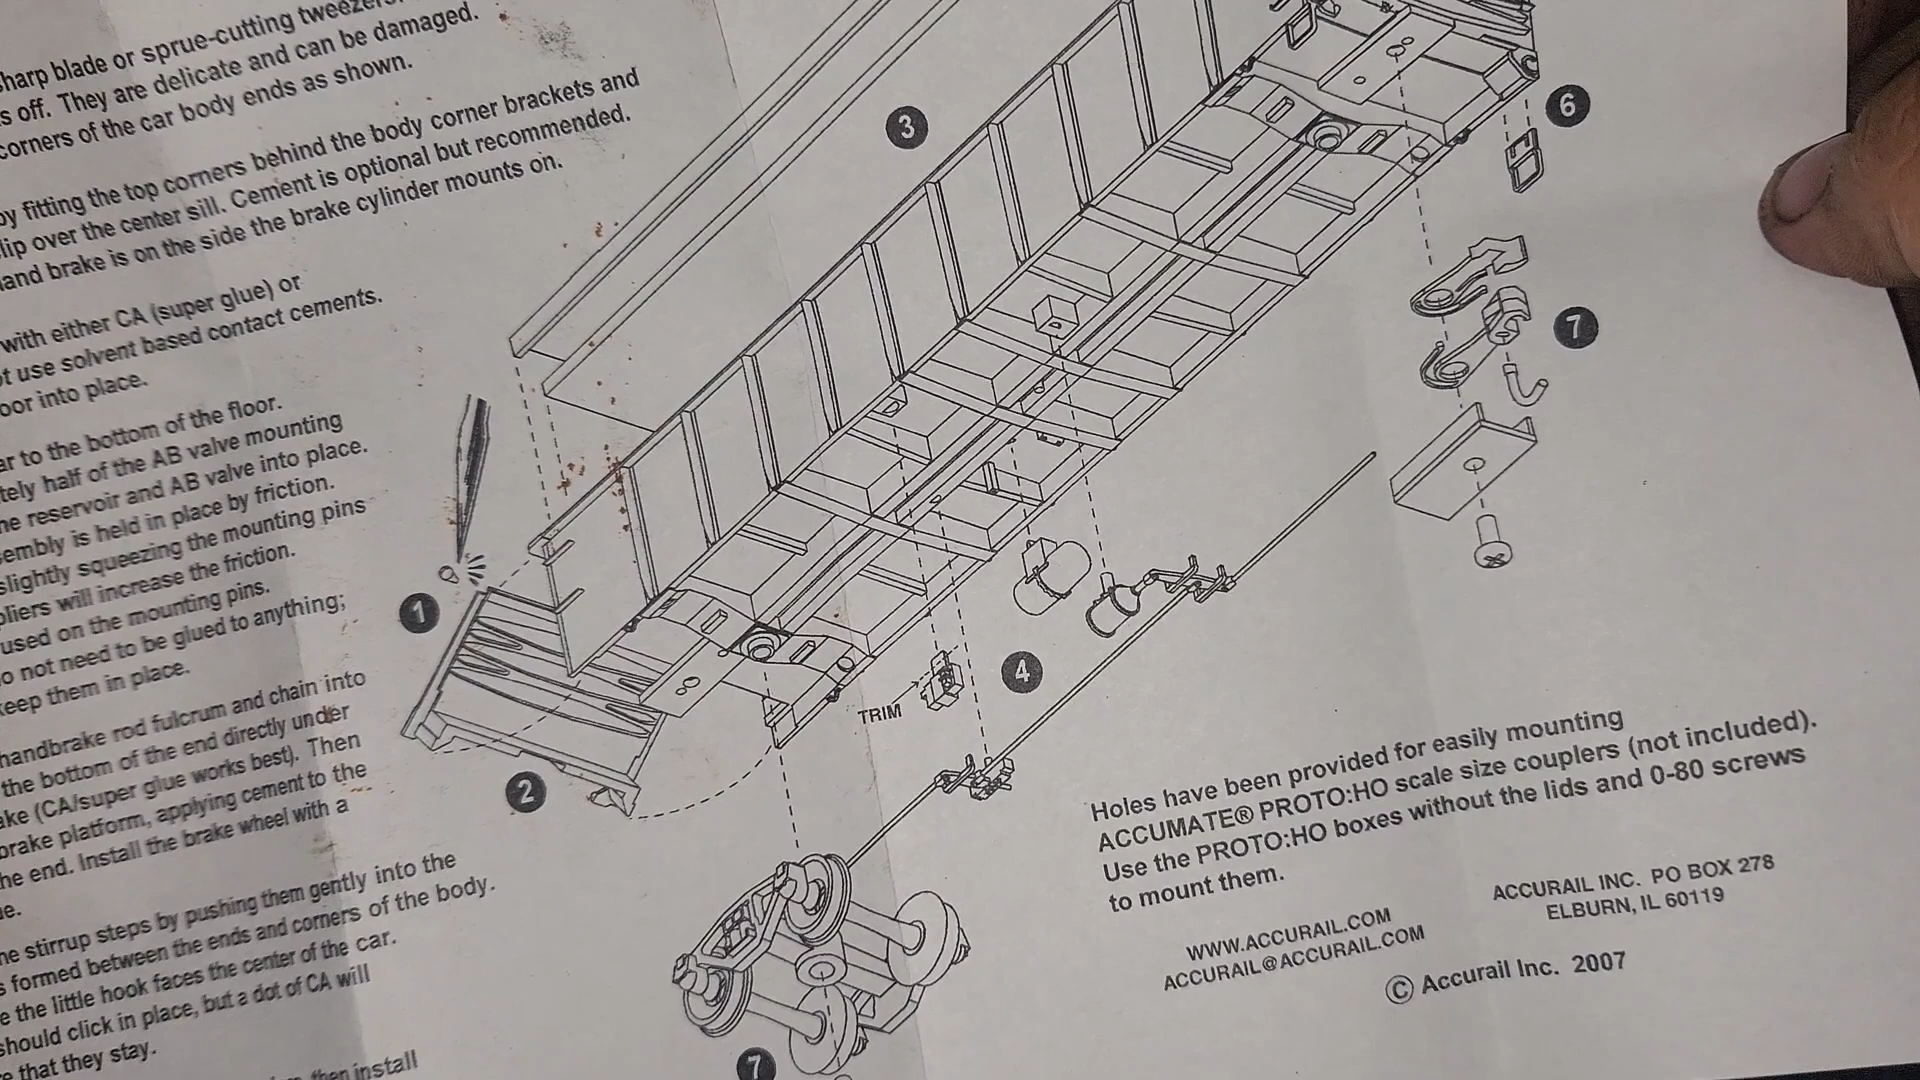 sharp blade or sprue-cutting tweezers.
s off. They are delicate and can be damaged.
corners of the car body ends as shown.
by fitting the top corners behind the body corner brackets and
lip over the center sill. Cement is optional but recommended.
and brake is on the side the brake cylinder mounts on.
with either CA (super glue) or
ot use solvent based contact cements.
oor into place.
ar to the bottom of the floor.
tely half of the AB valve mounting
he reservoir and AB valve into place.
sembly is held in place by friction.
slightly squeezing the mounting pins
pliers will increase the friction.
used on the mounting pins.
o not need to be glued to anything;
keep them in place.
handbrake rod fulcrum and chain into
the bottom of the end directly under
ake (CA/super glue works best). Then
brake platform, applying cement to the
he end. Install the brake wheel with a
ue.
he stirrup steps by pushing them gently into the
s formed between the ends and corners of the body.
e the little hook faces the center of the car.
should click in place, but a dot of CA will
e that they stay.
then install
3
6
7
1
4
TRIM
2
7
Holes have been provided for easily mounting
ACCUMATE® PROTO:HO scale size couplers (not included).
Use the PROTO:HO boxes without the lids and 0-80 screws
to mount them.
WWW.ACCURAIL.COM
ACCURAIL@ACCURAIL.COM
ACCURAIL INC. PO BOX 278
ELBURN, IL 60119
© Accurail Inc. 2007